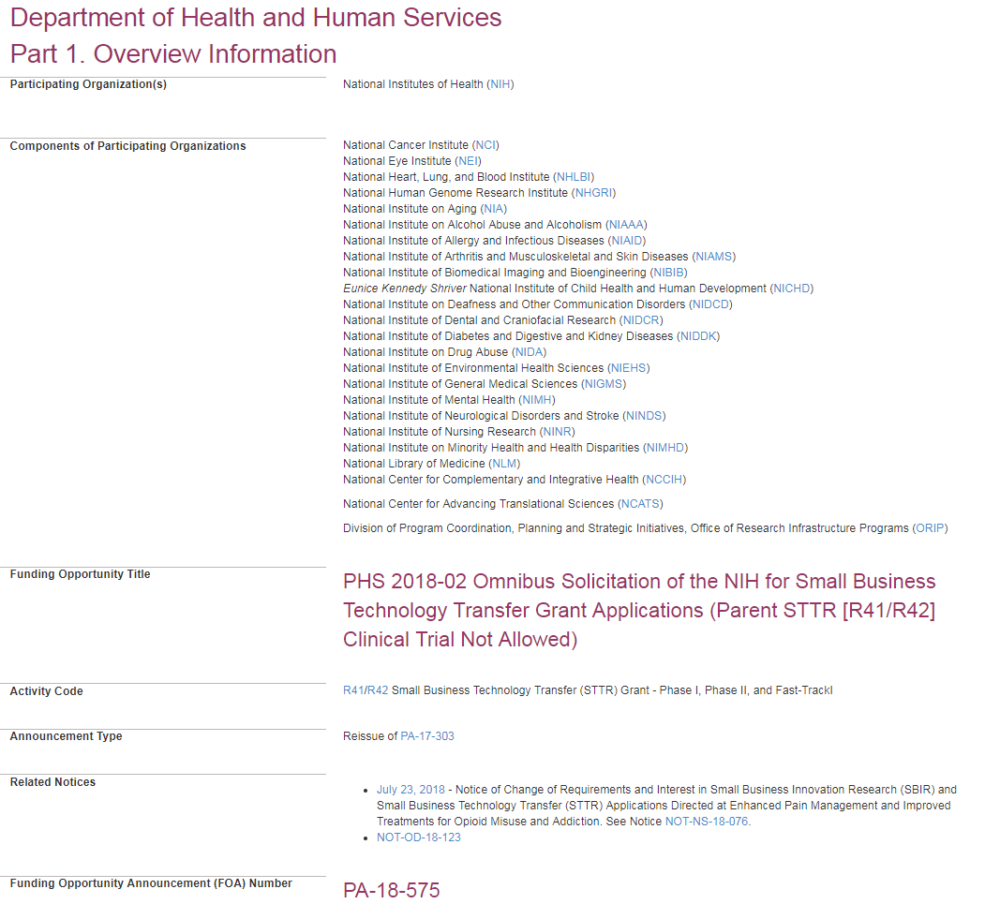 Department of Health and Human Services
Part 1. Overview Information
Participating Organization(s)
National Institutes of Health (NIH)
Components of Participating Organizations
National Cancer Institute (NCI)
National Eye Institute (NEI)
National Heart, Lung, and Blood Institute (NHLBI)
National Human Genome Research Institute (NHGRI)
National Institute on Aging (NIA)
National Institute on Alcohol Abuse and Alcoholism (NIAAA)
National Institute of Allergy and Infectious Diseases (NIAID)
National Institute of Arthritis and Musculoskeletal and Skin Diseases (NIAMS)
National Institute of Biomedical Imaging and Bioengineering (NIBIB)
Eunice Kennedy Shriver National Institute of Child Health and Human Development (NICHD)
National Institute on Deafness and Other Communication Disorders (NIDCD)
National Institute of Dental and Craniofacial Research (NIDCR)
National Institute of Diabetes and Digestive and Kidney Diseases (NIDDK)
National Institute on Drug Abuse (NIDA)
National Institute of Environmental Health Sciences (NIEHS)
National Institute of General Medical Sciences (NIGMS)
National Institute of Mental Health (NIMH)
National Institute of Neurological Disorders and Stroke (NINDS)
National Institute of Nursing Research (NINR)
National Institute on Minority Health and Health Disparities (NIMHD)
National Library of Medicine (NLM)
National Center for Complementary and Integrative Health (NCCIH)
National Center for Advancing Translational Sciences (NCATS)
Division of Program Coordination, Planning and Strategic Initiatives, Office of Research Infrastructure Programs (ORIP)
Funding Opportunity Title
PHS 2018-02 Omnibus Solicitation of the NIH for Small Business
Technology Transfer Grant Applications (Parent STTR [R41/R42]
Clinical Trial Not Allowed)
Activity Code
R41/R42 Small Business Technology Transfer (STTR) Grant - Phase I, Phase II, and Fast-TrackI
Announcement Type
Reissue of PA-17-303
Related Notices
• July 23, 2018 - Notice of Change of Requirements and Interest in Small Business Innovation Research (SBIR) and
Small Business Technology Transfer (STTR) Applications Directed at Enhanced Pain Management and Improved
Treatments for Opioid Misuse and Addiction. See Notice NOT-NS-18-076.
• NOT-OD-18-123
Funding Opportunity Announcement (FOA) Number
PA-18-575